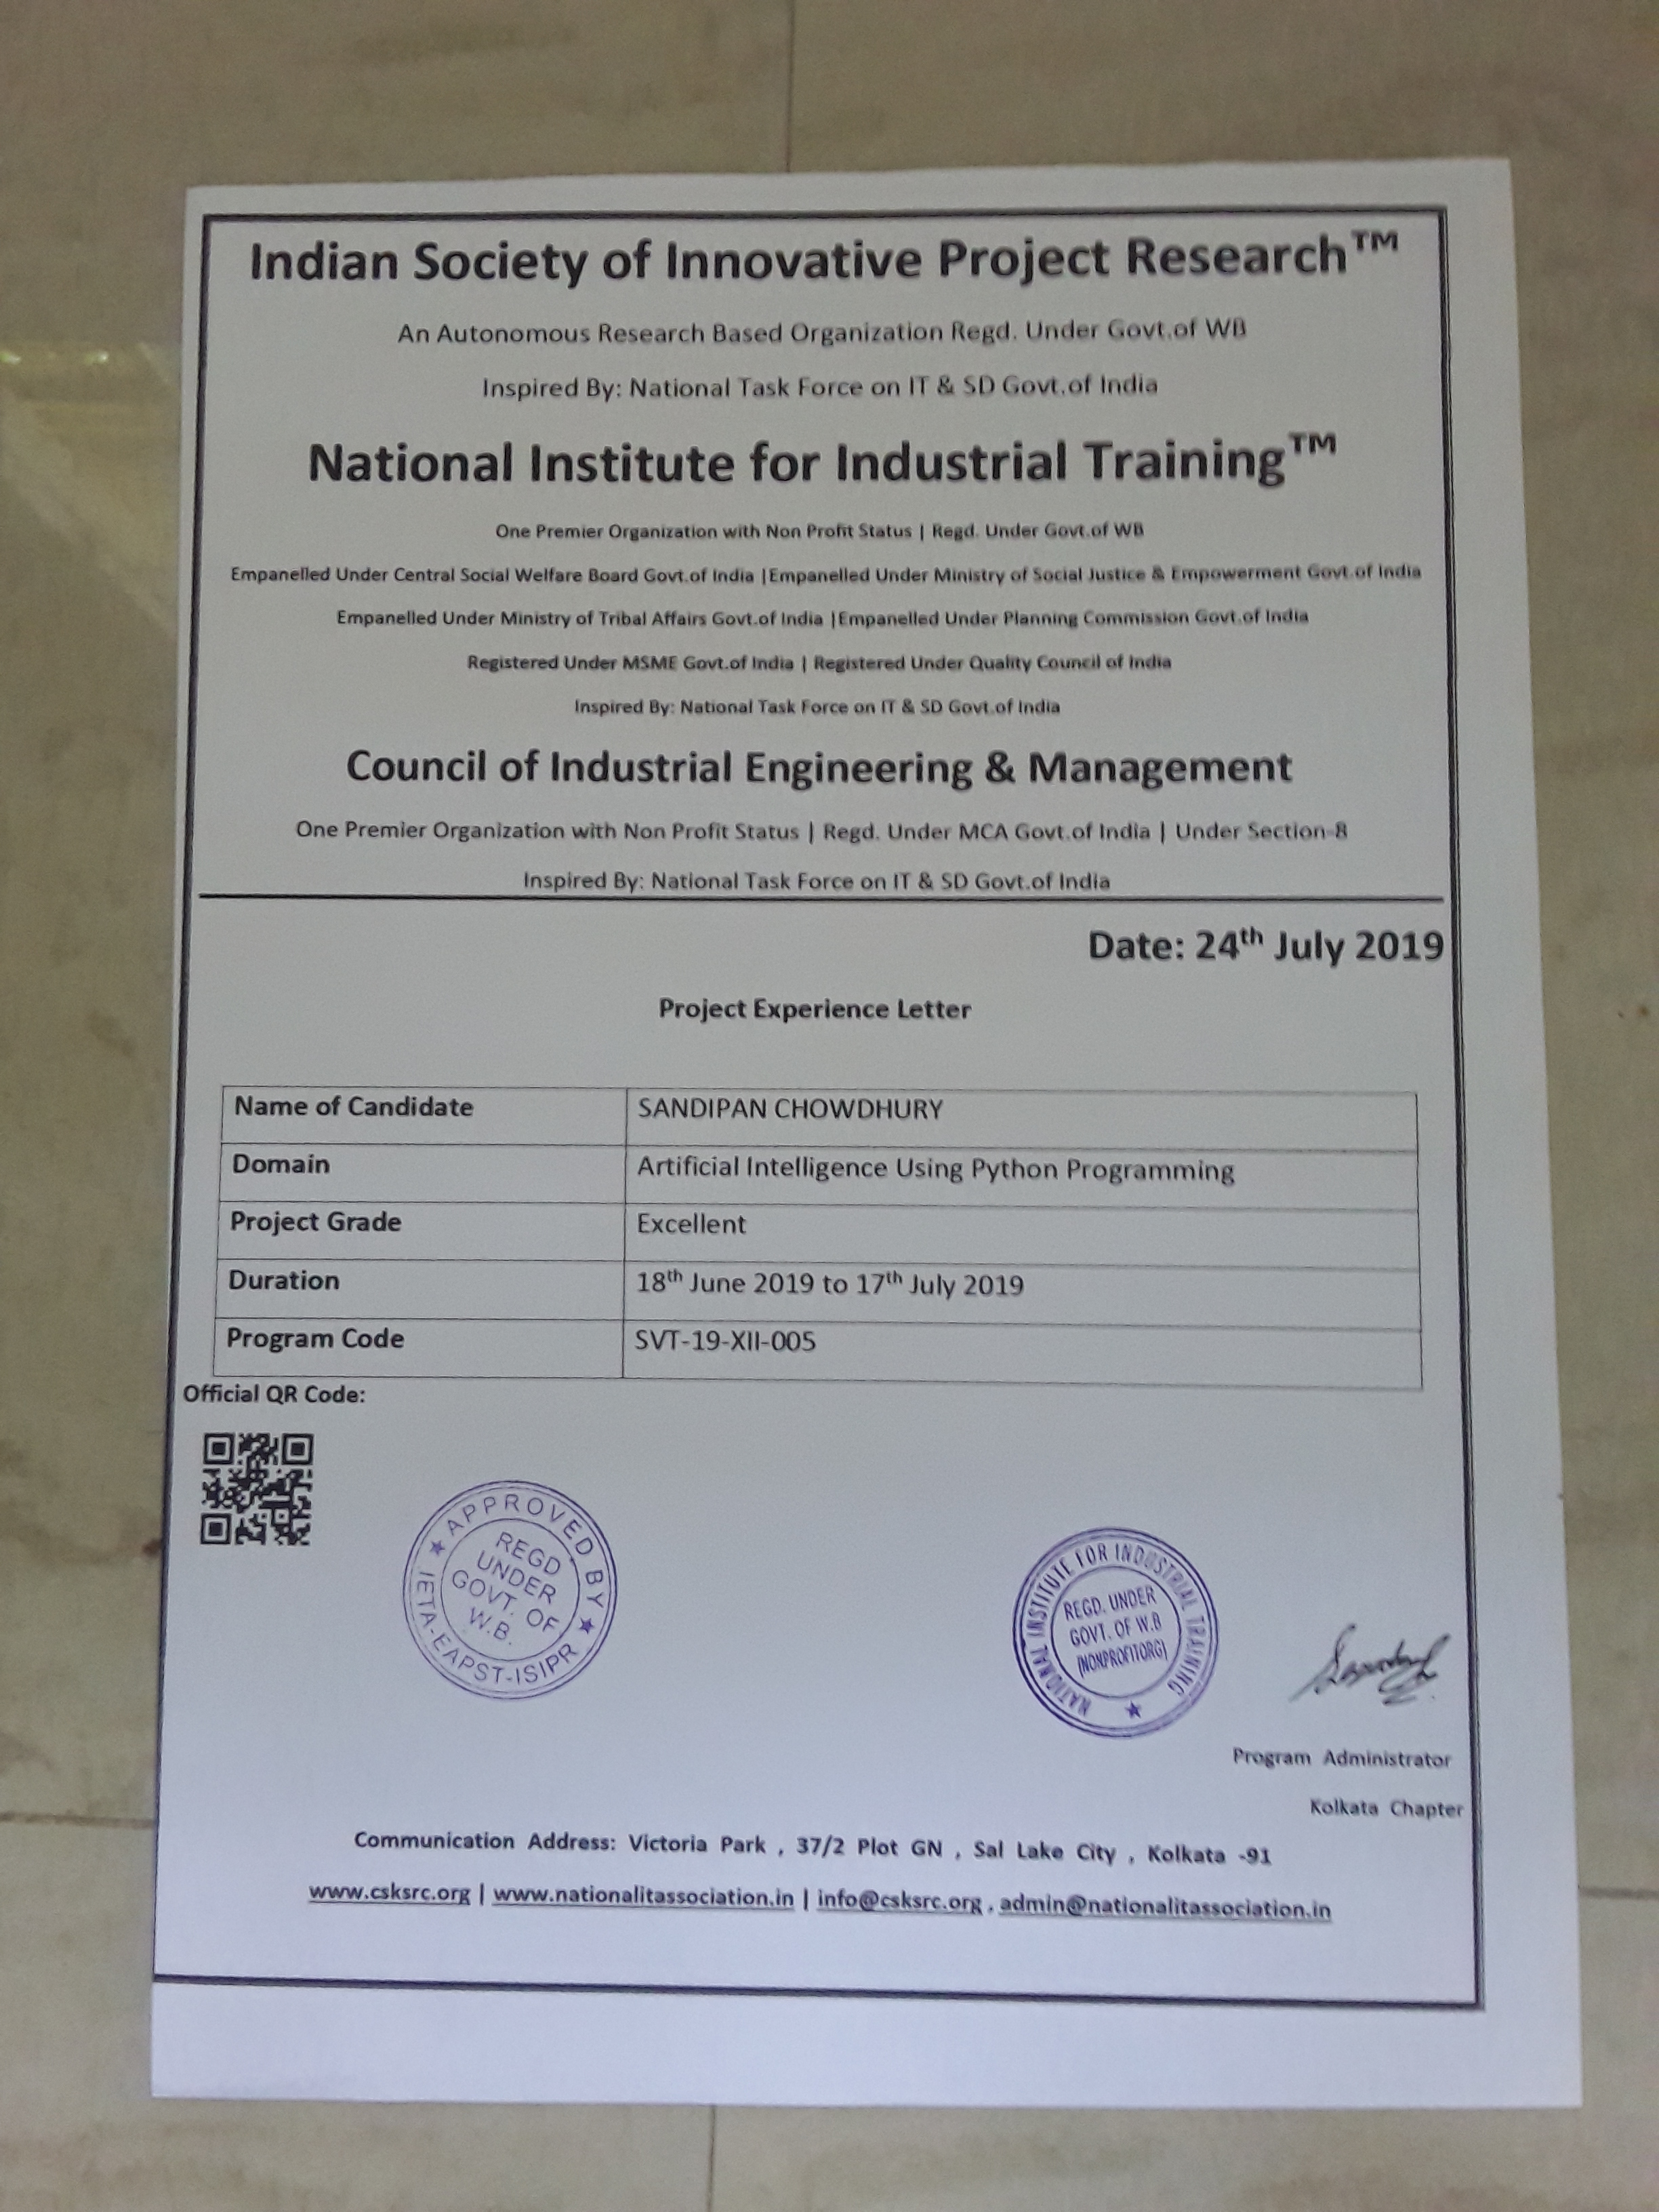 Indian Society of Innovative Project Research™
An Autonomous Research Based Organization Regd. Under Govt.of WB
Inspired By: National Task Force on IT & SD Govt.of India
National Institute for Industrial Training™
One Premier Organization with Non Profit Status | Regd. Under Govt.of WB
Empanelled Under Central Social Welfare Board Govt.of India |Empanelled Under Ministry of Social Justice & Empowerment Govt.of India
Empanelled Under Ministry of Tribal Affairs Govt.of India |Empanelled Under Planning Commission Govt.of India
Registered Under MSME Govt.of India | Registered Under Quality Council of India
Inspired By: National Task Force on IT & SD Govt.of India
Council of Industrial Engineering & Management
One Premier Organization with Non Profit Status | Regd. Under MCA Govt.of India | Under Section-8
Inspired By: National Task Force on IT & SD Govt.of India
Date: 24th July 2019
Project Experience Letter
Name of Candidate SANDIPAN CHOWDHURY
Domain Artificial Intelligence Using Python Programming
Project Grade Excellent
Duration 18th June 2019 to 17th July 2019
Program Code SVT-19-XII-005
Official QR Code:
★ APPROVED BY ★
IETA-EAPST-ISIPR
REGD
UNDER
GOVT. OF
W.B.
NATIONAL INSTITUTE FOR INDUSTRIAL TRAINING ★
REGD. UNDER
GOVT. OF W.B
(NONPROFITORG)
Program Administrator
Kolkata Chapter
Communication Address: Victoria Park , 37/2 Plot GN , Sal Lake City , Kolkata -91
www.csksrc.org | www.nationalitassociation.in | info@csksrc.org , admin@nationalitassociation.in